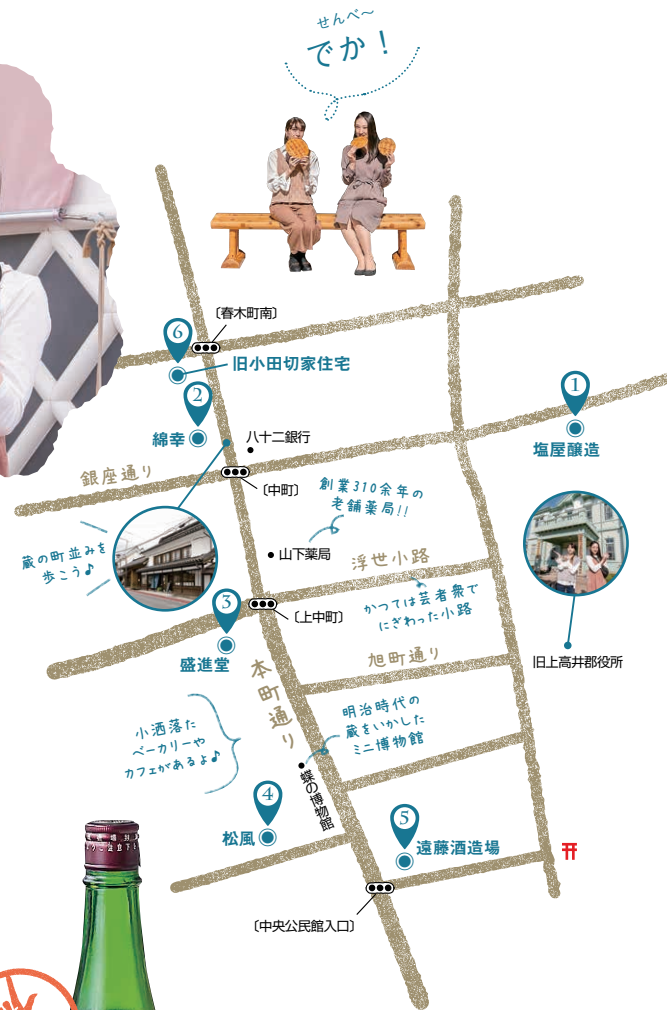 せんべ〜
でか！
〔春木町南〕
6
旧小田切家住宅
2
綿幸
八十二銀行
1
塩屋醸造
銀座通り
〔中町〕
創業310余年の
老舗薬局!!
蔵の町並みを
歩こう♪
山下薬局
浮世小路
3
〔上中町〕
かつては芸者衆で
にぎわった小路
盛進堂
旭町通り
旧上高井郡役所
本町通り
明治時代の
蔵をいかした
ミニ博物館
小洒落た
ベーカリーや
カフェがあるよ♪
蝶の博物館
4
松風
5
遠藤酒造場
〔中央公民館入口〕